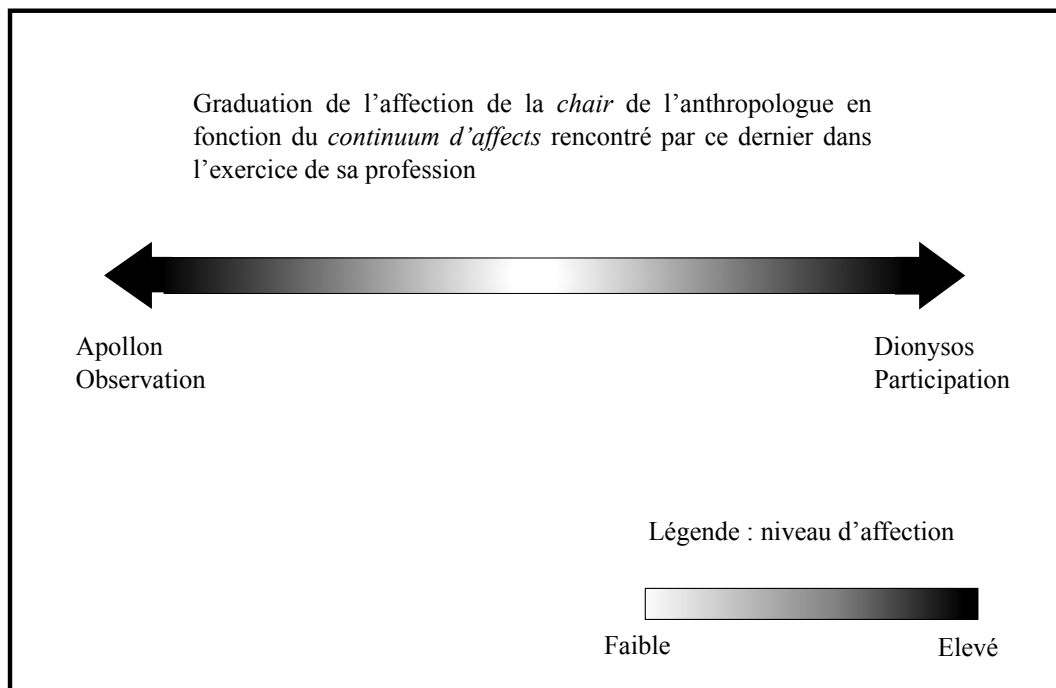 Graduation de l’affection de la chair de l’anthropologue en
fonction du continuum d’affects rencontré par ce dernier dans
l’exercice de sa profession
Apollon
Observation
Dionysos
Participation
Légende : niveau d’affection
Faible
Elevé